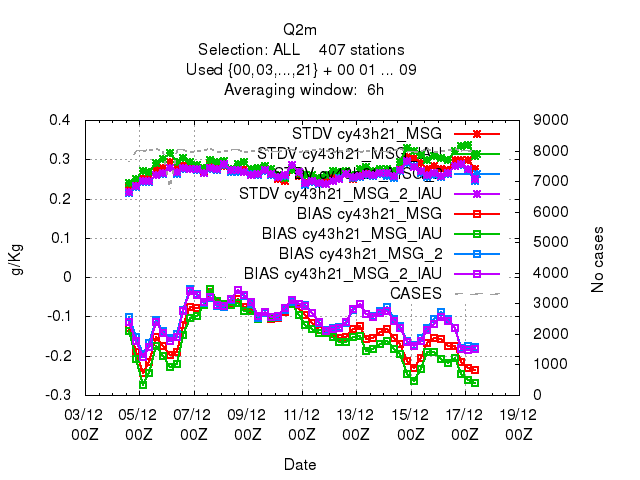 Q2m
Selection: ALL 407 stations
Used {00,03,...,21} + 00 01 ... 09
Averaging window: 6h
0.4
0.3
0.2
0.1
0
-0.1
-0.2
-0.3
g/Kg
9000
8000
7000
6000
5000
4000
3000
2000
1000
0
No cases
STDV cy43h21_MSG
STDV cy43h21_MSG_IAU
STDV cy43h21_MSG_2
STDV cy43h21_MSG_2_IAU
BIAS cy43h21_MSG
BIAS cy43h21_MSG_IAU
BIAS cy43h21_MSG_2
BIAS cy43h21_MSG_2_IAU
CASES
03/12 05/12 07/12 09/12 11/12 13/12 15/12 17/12 19/12
00Z 00Z 00Z 00Z 00Z 00Z 00Z 00Z 00Z
Date